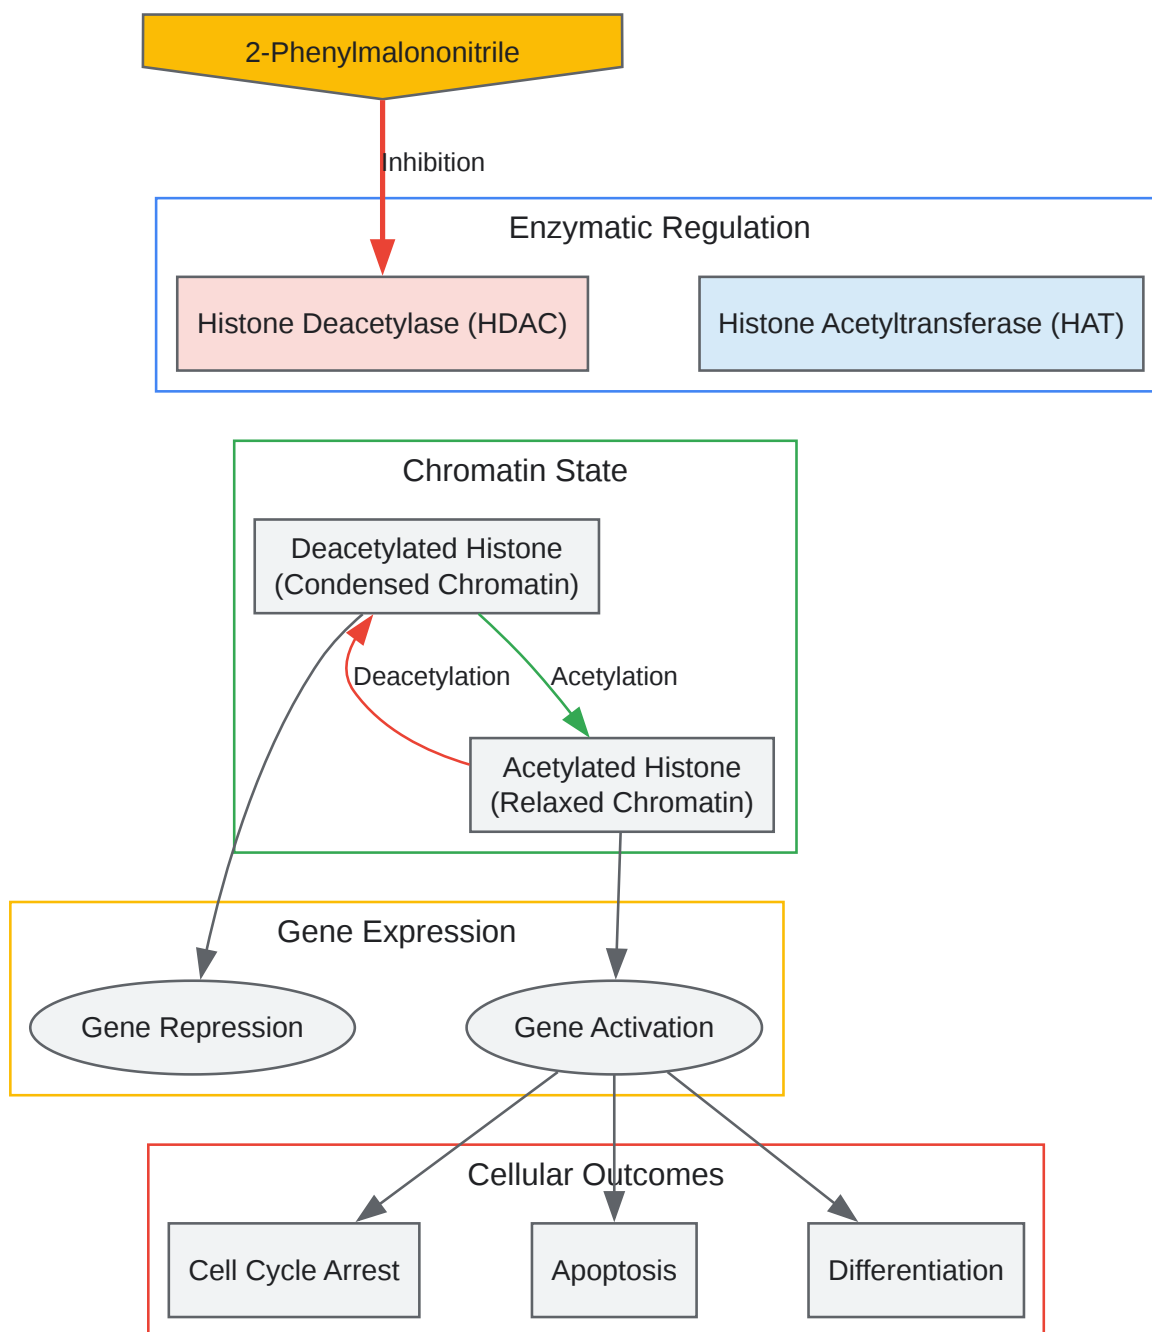 2-Phenylmalononitrile
Inhibition
Enzymatic Regulation
Histone Deacetylase (HDAC)
Histone Acetyltransferase (HAT)
Chromatin State
Deacetylated Histone
(Condensed Chromatin)
Deacetylation
Acetylation
Acetylated Histone
(Relaxed Chromatin)
Gene Expression
Gene Repression
Gene Activation
Cellular Outcomes
Cell Cycle Arrest
Apoptosis
Differentiation